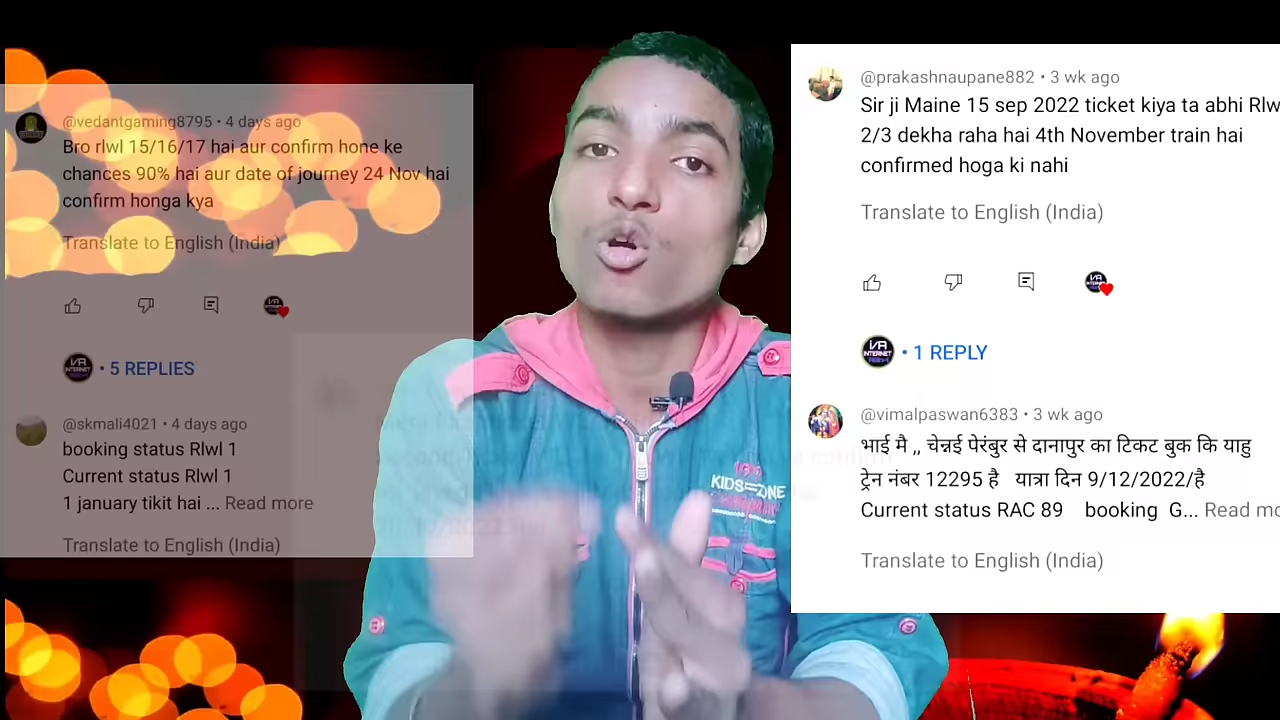 @vedantgaming8795 • 4 days ago
Bro rlwl 15/16/17 hai aur confirm hone ke
chances 90% hai aur date of journey 24 Nov hai
confirm honga kya
Translate to English (India)
• 5 REPLIES
@skmali4021 • 4 days ago
booking status Rlwl 1
Current status Rlwl 1
1 january tikit hai ... Read more
Translate to English (India)
KIDS ZONE
@prakashnaupane882 • 3 wk ago
Sir ji Maine 15 sep 2022 ticket kiya ta abhi Rlw
2/3 dekha raha hai 4th November train hai
confirmed hoga ki nahi
Translate to English (India)
INTERNET
• 1 REPLY
@vimalpaswan6383 • 3 wk ago
भाई मै ,, चेन्नई पेरंबुर से दानापुर का टिकट बुक कि याहु
ट्रेन नंबर 12295 है यात्रा दिन 9/12/2022/है
Current status RAC 89 booking G... Read mo
Translate to English (India)